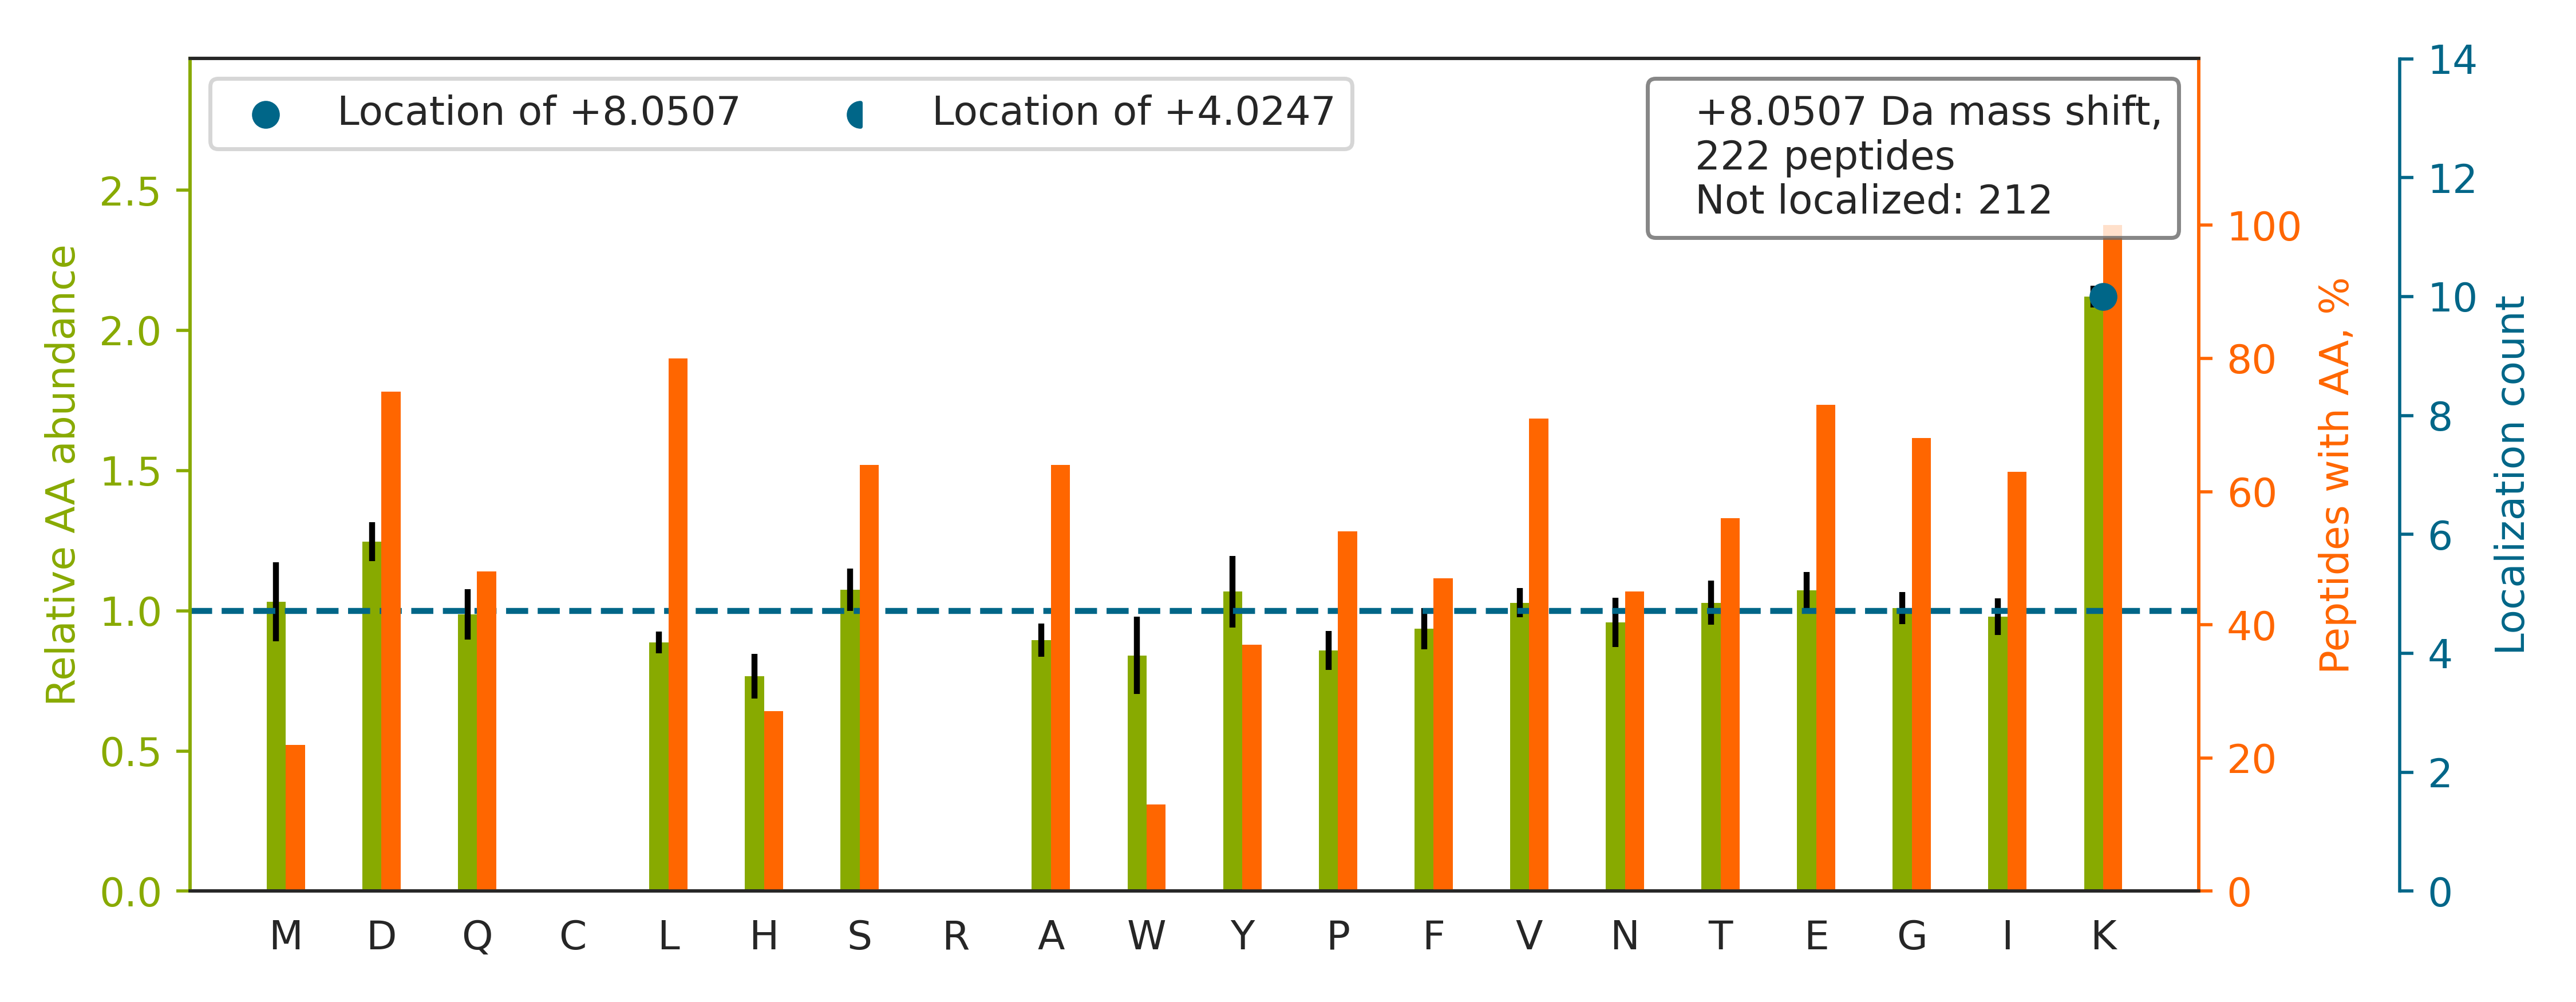 Location of +8.0507
Location of +4.0247
+8.0507 Da mass shift,
222 peptides
Not localized: 212
Relative AA abundance
2.5
2.0
1.5
1.0
0.5
0.0
100
80
60
40
20
0
Peptides with AA, %
14
12
10
8
6
4
2
0
Localization count
M D Q C L H S R A W Y P F V N T E G I K